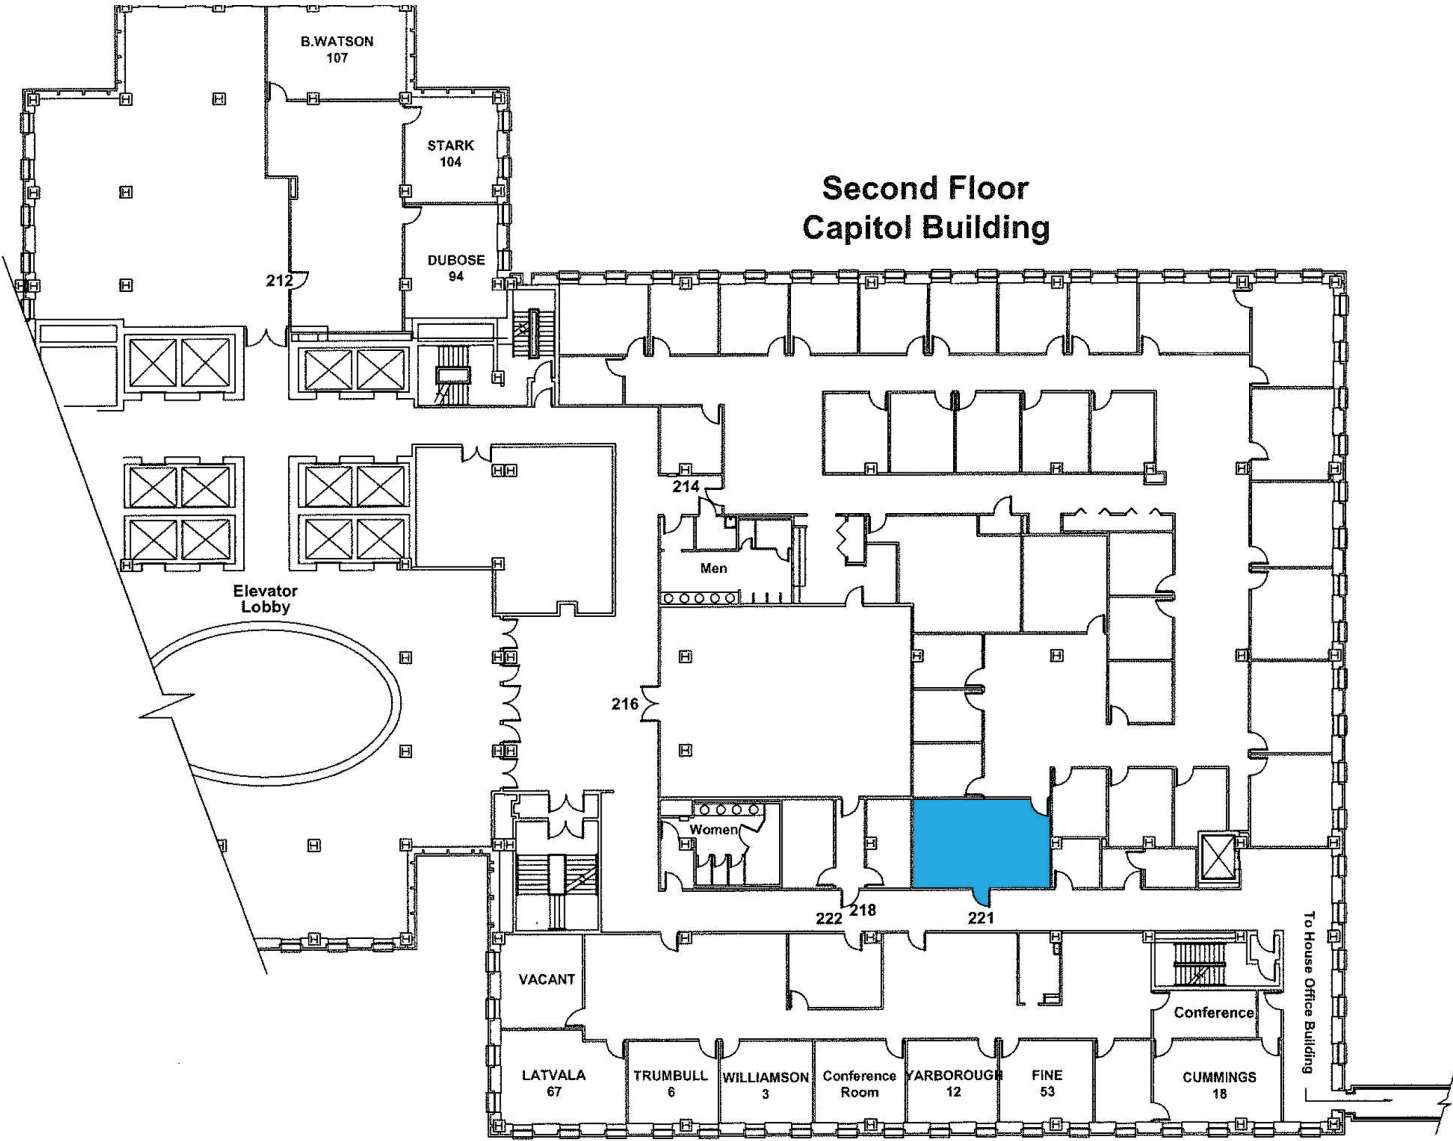 B.WATSON
107
STARK
104
Second Floor
Capitol Building
DUBOSE
94
212
214
Men
Elevator
Lobby
216
Women
222
218
221
To House Office Building
VACANT
Conference
LATVALA
67
TRUMBULL
6
WILLIAMSON
3
Conference
Room
YARBOROUGH
12
FINE
53
CUMMINGS
18